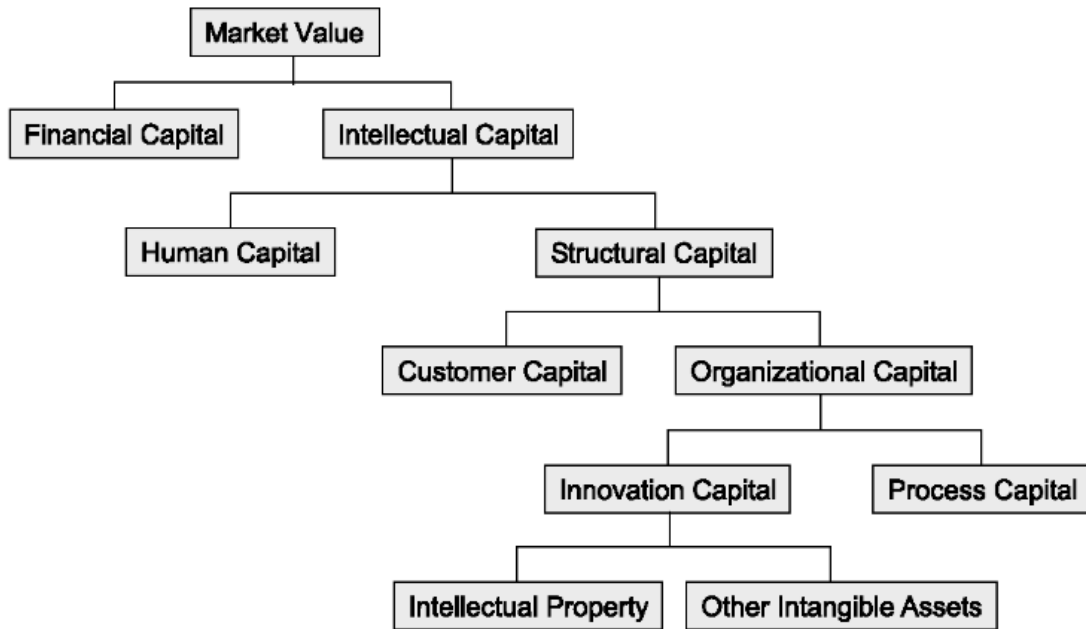 Market Value
Financial Capital
Intellectual Capital
Human Capital
Structural Capital
Customer Capital
Organizational Capital
Innovation Capital
Process Capital
Intellectual Property
Other Intangible Assets